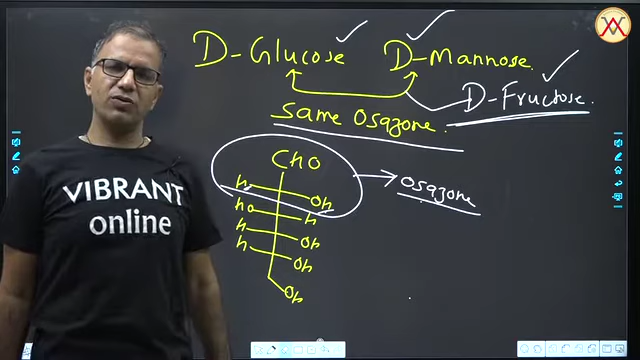 D-Glucose D-Mannose.
D-Fructose.
Same Osazone.
CHO
Osazone
H OH
HO H
H OH
H OH
OH
VIBRANT
online